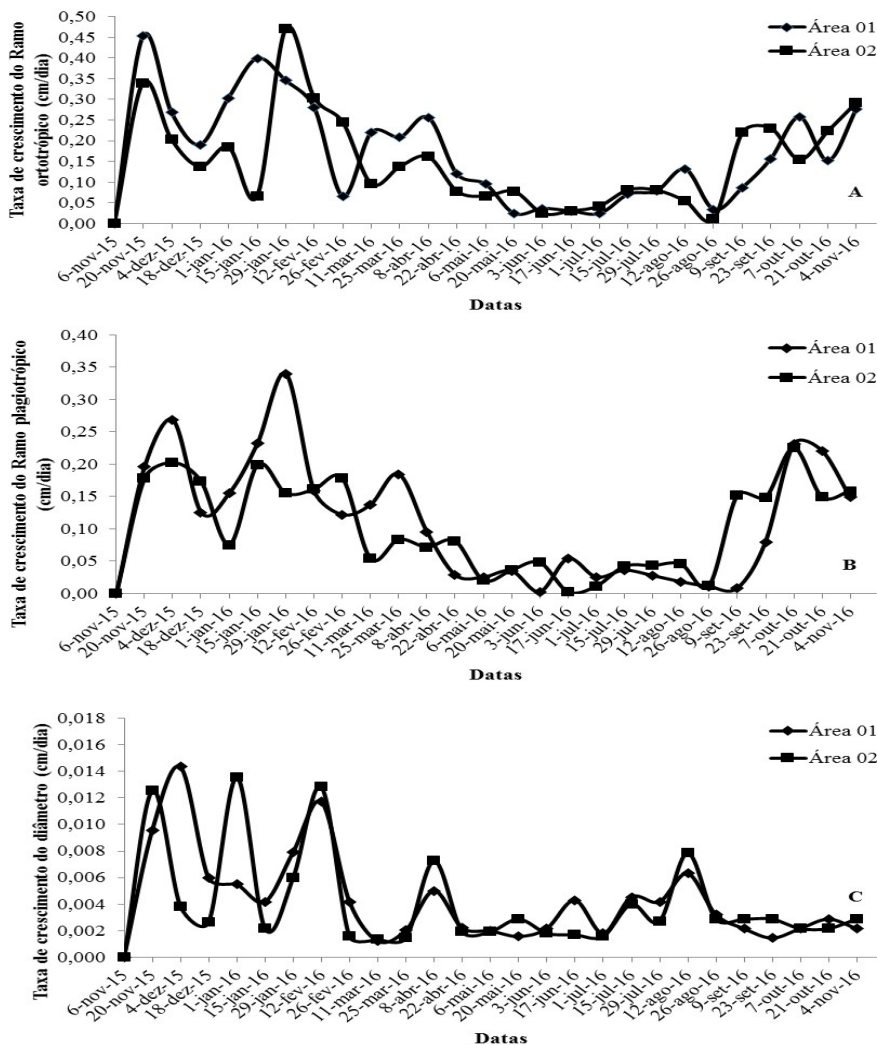 Taxa de crescimento do Ramo
ortotrópico (cm/dia)
0,50
0,45
0,40
0,35
0,30
0,25
0,20
0,15
0,10
0,05
0,00
Área 01
Área 02
A
6-nov-15
20-nov-15
4-dez-15
18-dez-15
1-jan-16
15-jan-16
29-jan-16
12-fev-16
26-fev-16
11-mar-16
25-mar-16
8-abr-16
22-abr-16
6-mai-16
20-mai-16
3-jun-16
17-jun-16
1-jul-16
15-jul-16
29-jul-16
12-ago-16
26-ago-16
9-set-16
23-set-16
7-out-16
21-out-16
4-nov-16
Datas
Taxa de crescimento do Ramo plagiotrópico
(cm/dia)
0,40
0,35
0,30
0,25
0,20
0,15
0,10
0,05
0,00
Área 01
Área 02
B
6-nov-15
20-nov-15
4-dez-15
18-dez-15
1-jan-16
15-jan-16
29-jan-16
12-fev-16
26-fev-16
11-mar-16
25-mar-16
8-abr-16
22-abr-16
6-mai-16
20-mai-16
3-jun-16
17-jun-16
1-jul-16
15-jul-16
29-jul-16
12-ago-16
26-ago-16
9-set-16
23-set-16
7-out-16
21-out-16
4-nov-16
Datas
Taxa de crescimento do diâmetro (cm/dia)
0,018
0,016
0,014
0,012
0,010
0,008
0,006
0,004
0,002
0,000
Área 01
Área 02
C
6-nov-15
20-nov-15
4-dez-15
18-dez-15
1-jan-16
15-jan-16
29-jan-16
12-fev-16
26-fev-16
11-mar-16
25-mar-16
8-abr-16
22-abr-16
6-mai-16
20-mai-16
3-jun-16
17-jun-16
1-jul-16
15-jul-16
29-jul-16
12-ago-16
26-ago-16
9-set-16
23-set-16
7-out-16
21-out-16
4-nov-16
Datas